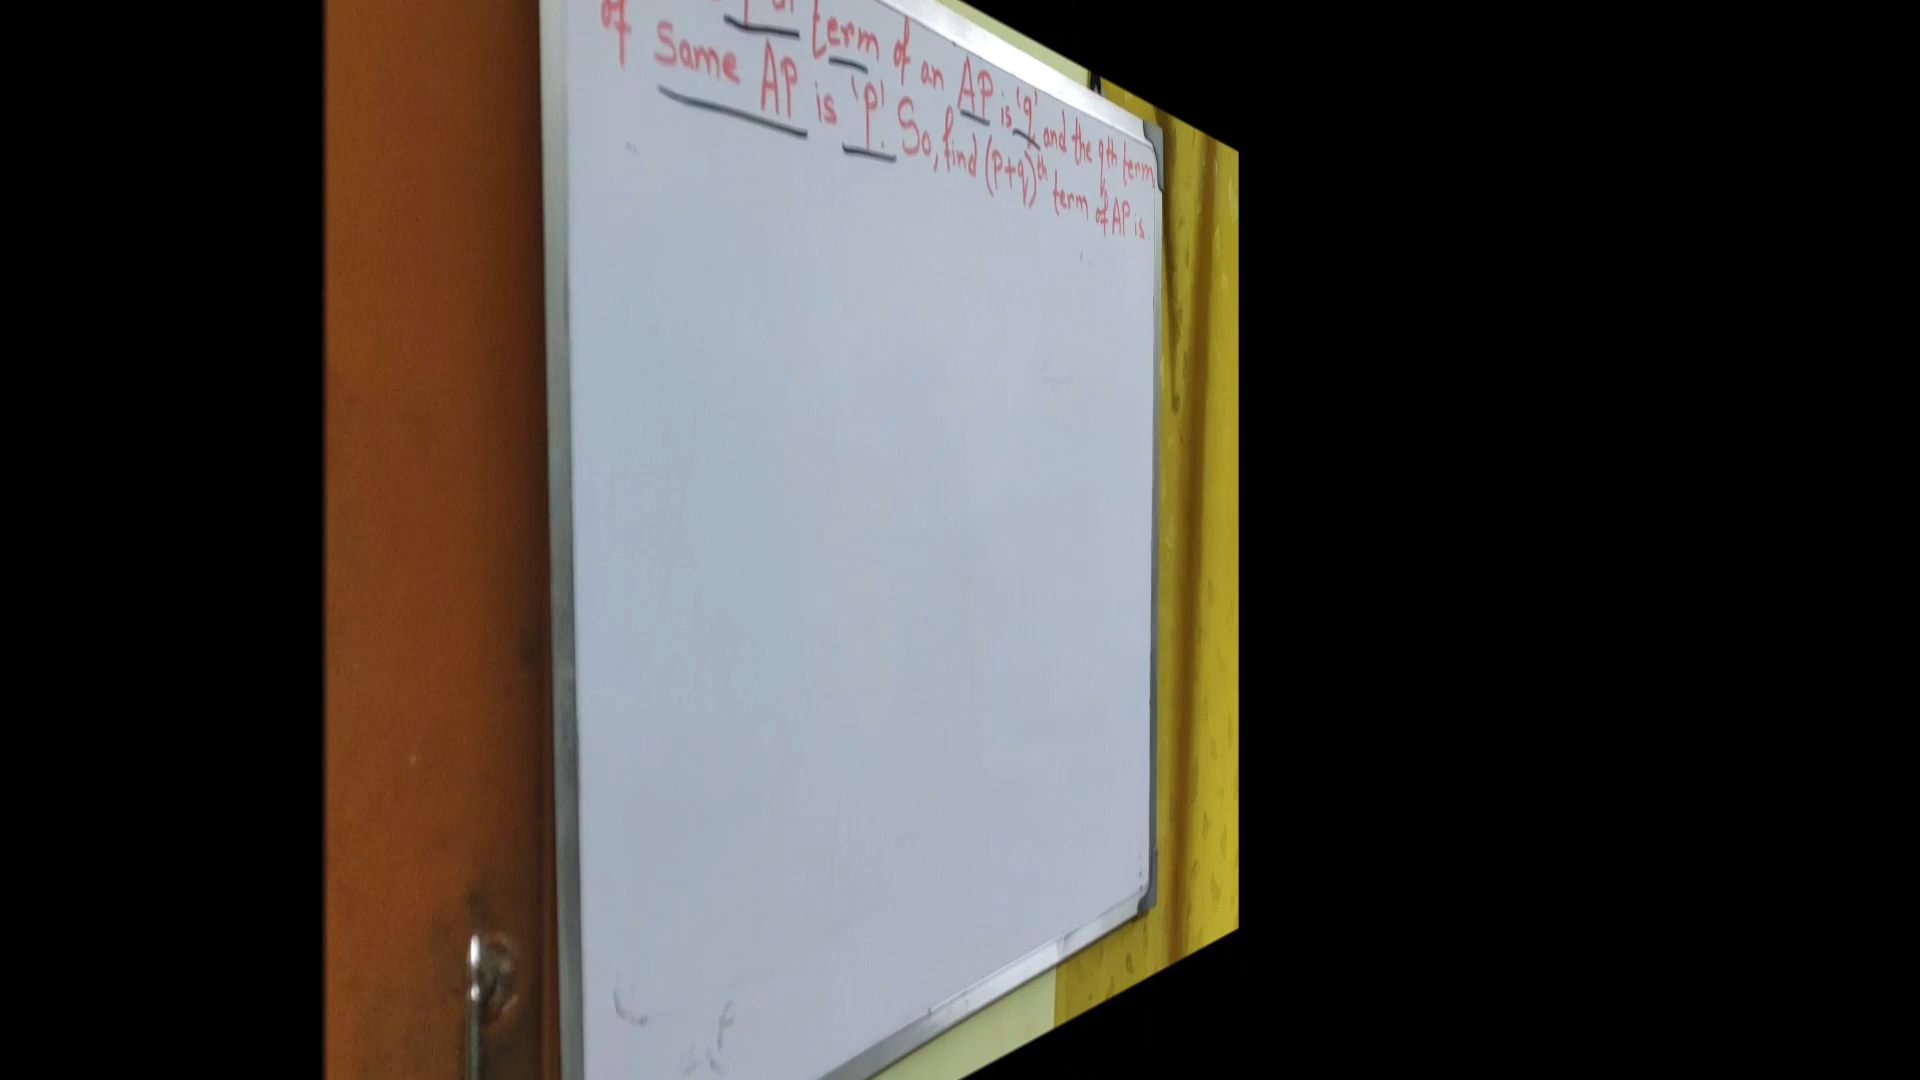 term of an AP is 'q' and the qth term
of Same AP is 'p'. So, find (p+q)th term of AP is